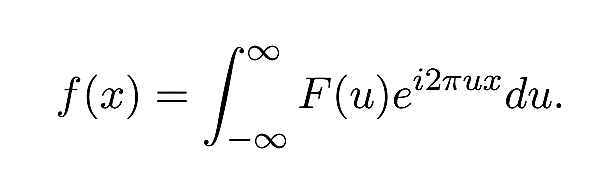 f(x) = ∫_{-∞}^{∞} F(u)e^{i2πux}du.